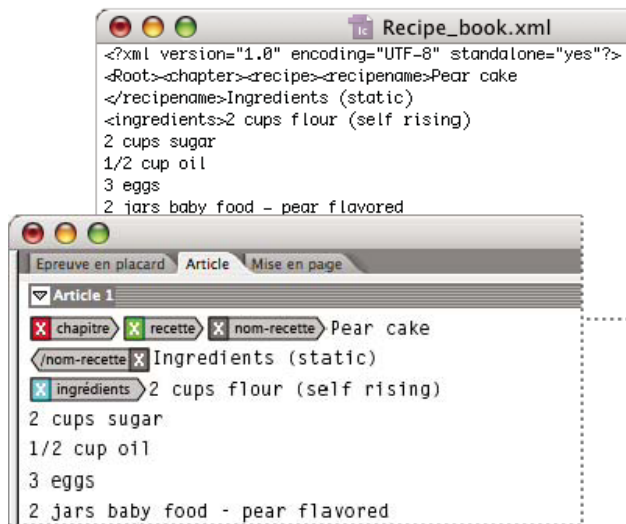 Recipe_book.xml
<?xml version="1.0" encoding="UTF-8" standalone="yes"?>
<Root><chapter><recipe><recipename>Pear cake
</recipename>Ingredients (static)
<ingredients>2 cups flour (self rising)
2 cups sugar
1/2 cup oil
3 eggs
2 jars baby food – pear flavored
Epreuve en placard Article Mise en page
Article 1
chapitre recette nom-recette Pear cake
/nom-recette Ingredients (static)
ingrédients 2 cups flour (self rising)
2 cups sugar
1/2 cup oil
3 eggs
2 jars baby food - pear flavored